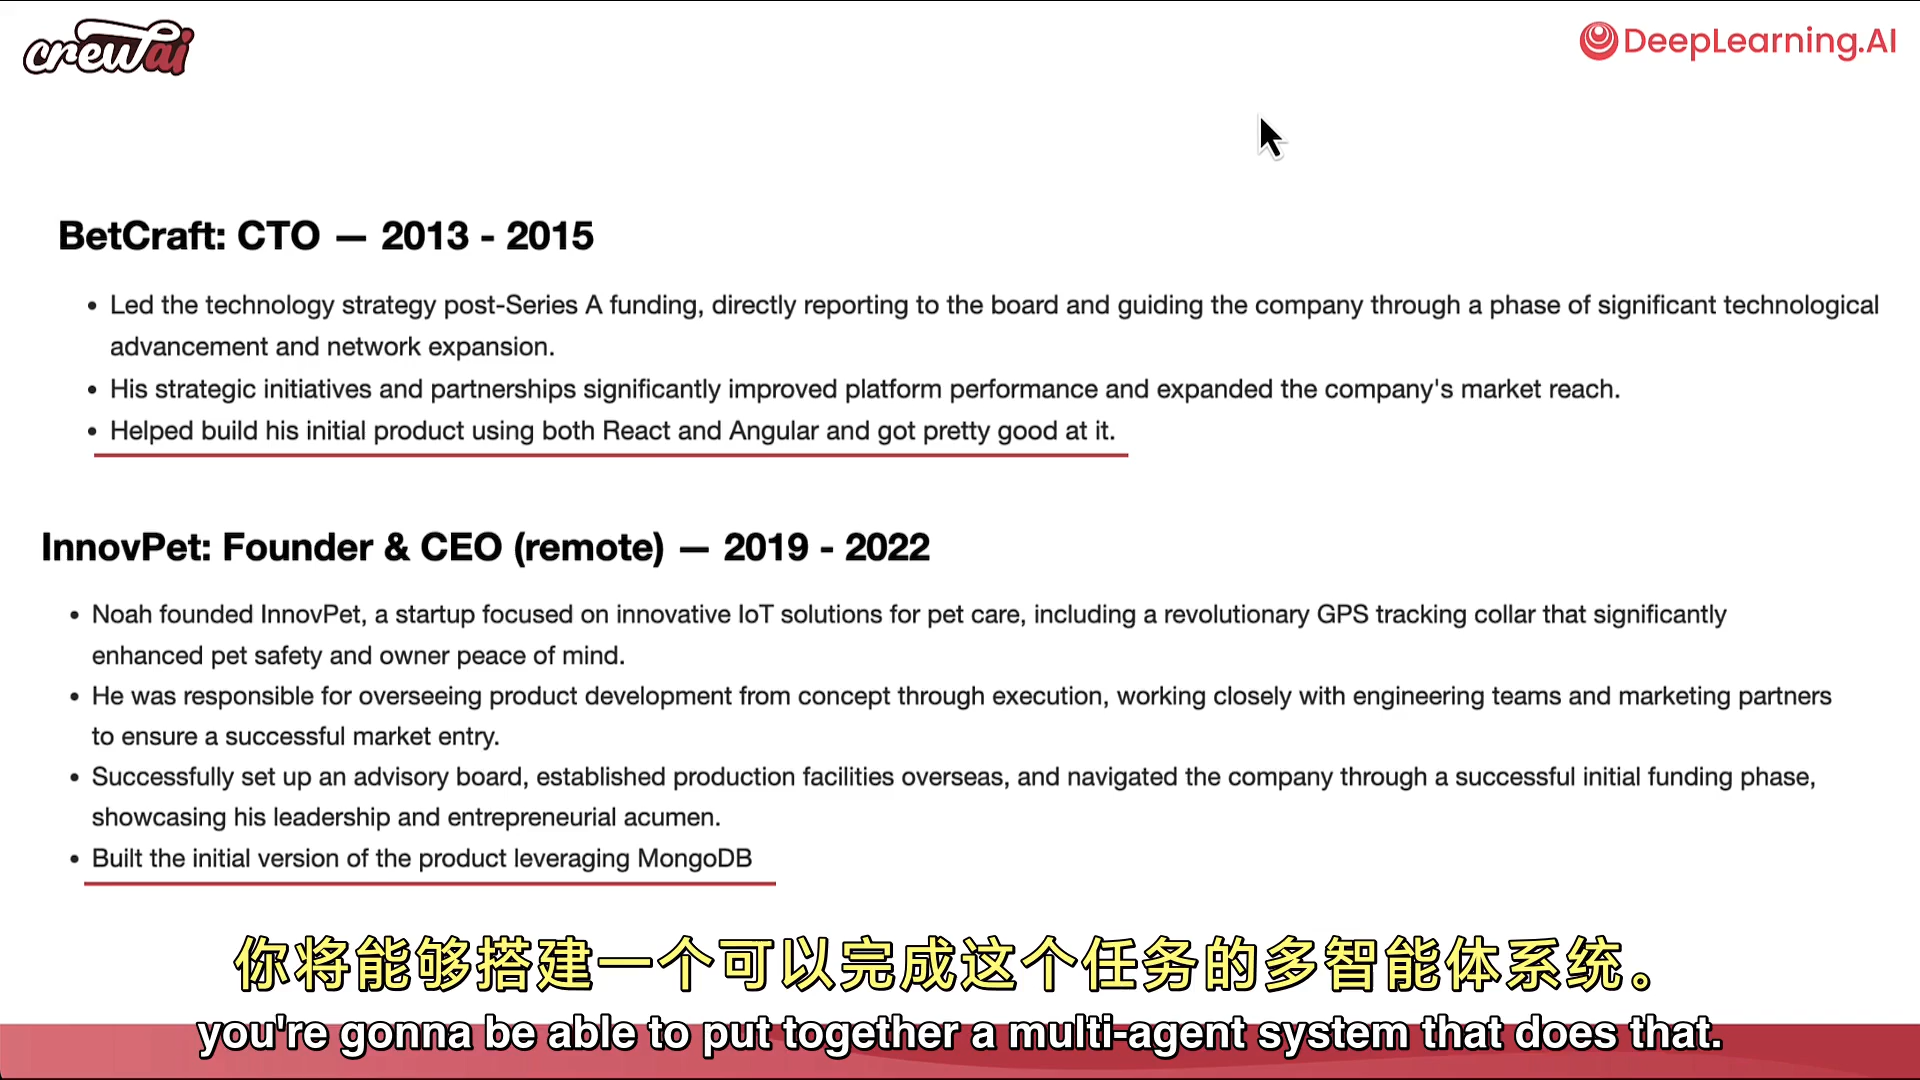 crewai
DeepLearning.AI
BetCraft: CTO — 2013 - 2015
• Led the technology strategy post-Series A funding, directly reporting to the board and guiding the company through a phase of significant technological
advancement and network expansion.
• His strategic initiatives and partnerships significantly improved platform performance and expanded the company's market reach.
• Helped build his initial product using both React and Angular and got pretty good at it.
InnovPet: Founder & CEO (remote) — 2019 - 2022
• Noah founded InnovPet, a startup focused on innovative IoT solutions for pet care, including a revolutionary GPS tracking collar that significantly
enhanced pet safety and owner peace of mind.
• He was responsible for overseeing product development from concept through execution, working closely with engineering teams and marketing partners
to ensure a successful market entry.
• Successfully set up an advisory board, established production facilities overseas, and navigated the company through a successful initial funding phase,
showcasing his leadership and entrepreneurial acumen.
• Built the initial version of the product leveraging MongoDB
你将能够搭建一个可以完成这个任务的多智能体系统。
you're gonna be able to put together a multi-agent system that does that.